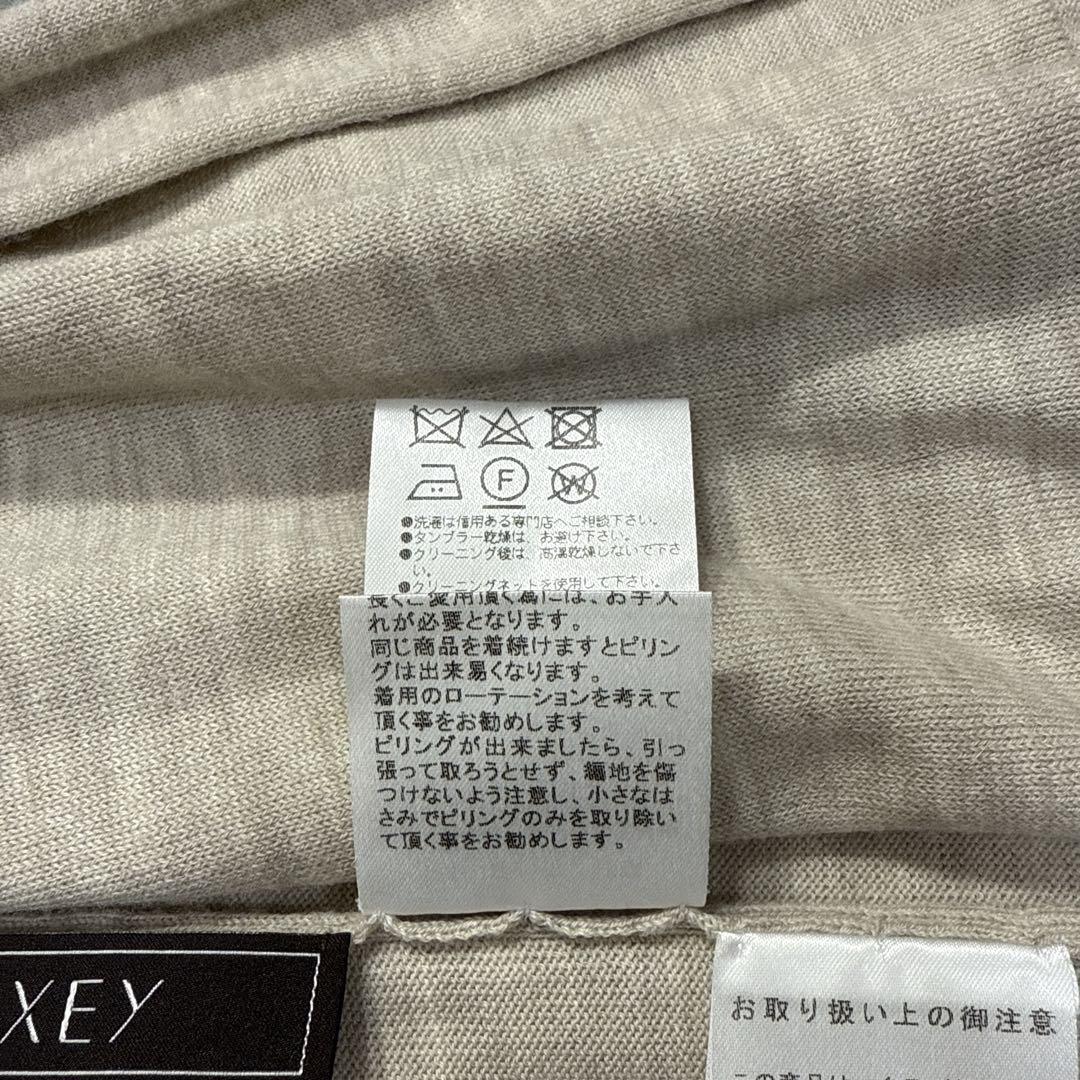 F
W
●洗濯は信用ある専門店へご相談下さい。
●タンブラー乾燥は、お避け下さい。
●クリーニング後は、高温乾燥しないで下さ
い。
●クリーニングネットを使用して下さい。
長くご愛用頂く為には、お手入
れが必要となります。
同じ商品を着続けますとピリン
グは出来易くなります。
着用のローテーションを考えて
頂く事をお勧めします。
ピリングが出来ましたら、引っ
張って取ろうとせず、編地を傷
つけないよう注意し、小さなは
さみでピリングのみを取り除い
て頂く事をお勧めします。
XEY
お取り扱い上の御注意
この商品は